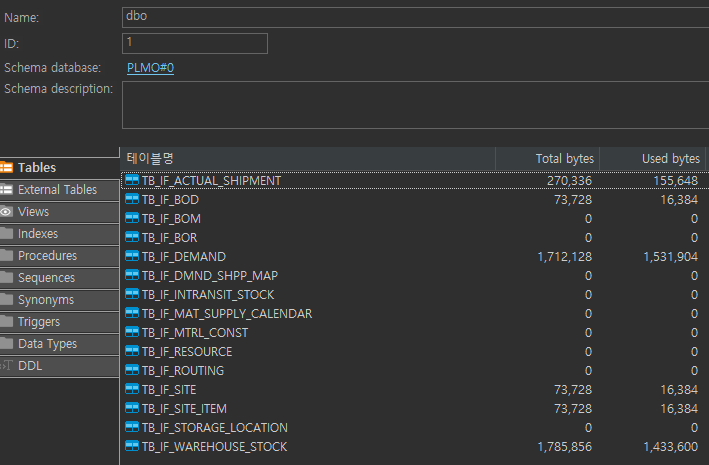 Name: dbo
ID: 1
Schema database: PLMO#0
Schema description:
Tables
External Tables
Views
Indexes
Procedures
Sequences
Synonyms
Triggers
Data Types
DDL
테이블명 Total bytes Used bytes
TB_IF_ACTUAL_SHIPMENT 270,336 155,648
TB_IF_BOD 73,728 16,384
TB_IF_BOM 0 0
TB_IF_BOR 0 0
TB_IF_DEMAND 1,712,128 1,531,904
TB_IF_DMND_SHPP_MAP 0 0
TB_IF_INTRANSIT_STOCK 0 0
TB_IF_MAT_SUPPLY_CALENDAR 0 0
TB_IF_MTRL_CONST 0 0
TB_IF_RESOURCE 0 0
TB_IF_ROUTING 0 0
TB_IF_SITE 73,728 16,384
TB_IF_SITE_ITEM 73,728 16,384
TB_IF_STORAGE_LOCATION 0 0
TB_IF_WAREHOUSE_STOCK 1,785,856 1,433,600